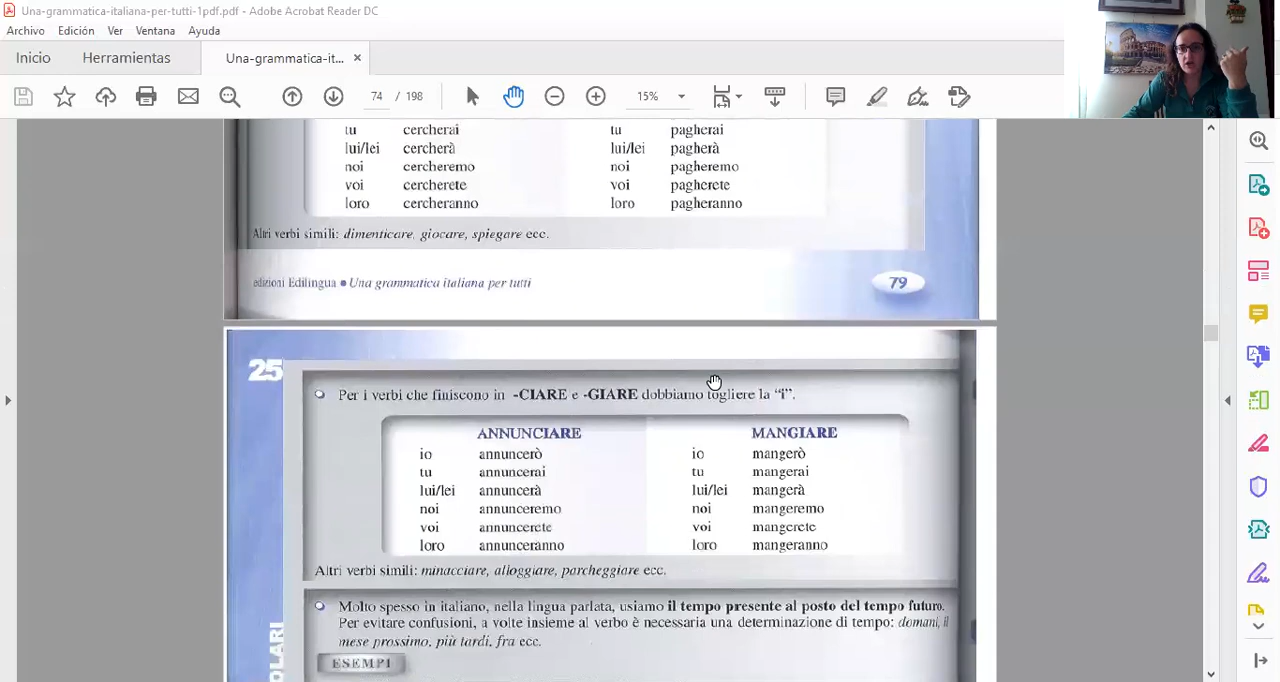 Una-grammatica-italiana-per-tutti-1pdf.pdf - Adobe Acrobat Reader DC
Archivo Edición Ver Ventana Ayuda
Inicio Herramientas Una-grammatica-it... ×
74 / 198 15%
tu cercherai tu pagherai
lui/lei cercherà lui/lei pagherà
noi cercheremo noi pagheremo
voi cercherete voi pagherete
loro cercheranno loro pagheranno
Altri verbi simili: dimenticare, giocare, spiegare ecc.
edizioni Edilingua • Una grammatica italiana per tutti 79
25
Per i verbi che finiscono in -CIARE e -GIARE dobbiamo togliere la "i".
ANNUNCIARE MANGIARE
io annuncerò io mangerò
tu annuncerai tu mangerai
lui/lei annuncerà lui/lei mangerà
noi annunceremo noi mangeremo
voi annuncerete voi mangerete
loro annunceranno loro mangeranno
Altri verbi simili: minacciare, alloggiare, parcheggiare ecc.
Molto spesso in italiano, nella lingua parlata, usiamo il tempo presente al posto del tempo futuro.
Per evitare confusioni, a volte insieme al verbo è necessaria una determinazione di tempo: domani, il
mese prossimo, più tardi, fra ecc.
ESEMPI
OLARI